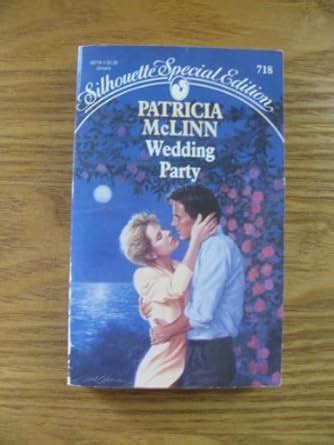 Silhouette Special Edition
718
PATRICIA
McLINN
Wedding
Party